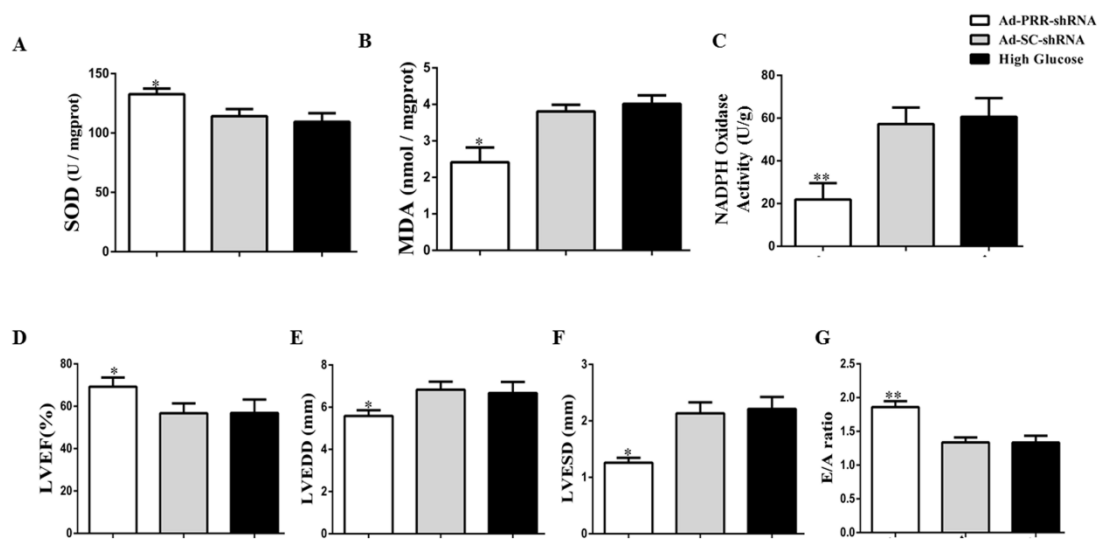 Ad-PRR-shRNA
Ad-SC-shRNA
High Glucose
A
SOD (U / mgprot)
150
100
50
0
*
B
MDA (nmol / mgprot)
5
4
3
2
1
0
*
C
NADPH Oxidase
Activity (U/g)
80
60
40
20
0
**
D
LVEF(%)
80
60
40
20
0
*
E
LVEDD (mm)
8
6
4
2
0
*
F
LVESD (mm)
3
2
1
0
*
G
E/A ratio
2.5
2.0
1.5
1.0
0.5
0.0
**